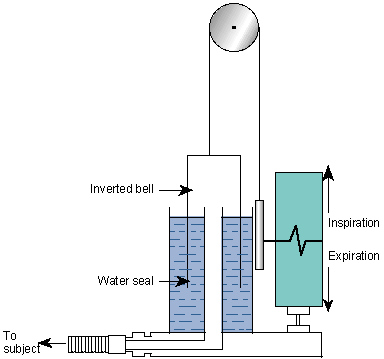 Inverted bell
Inspiration
Expiration
Water seal
To
subject